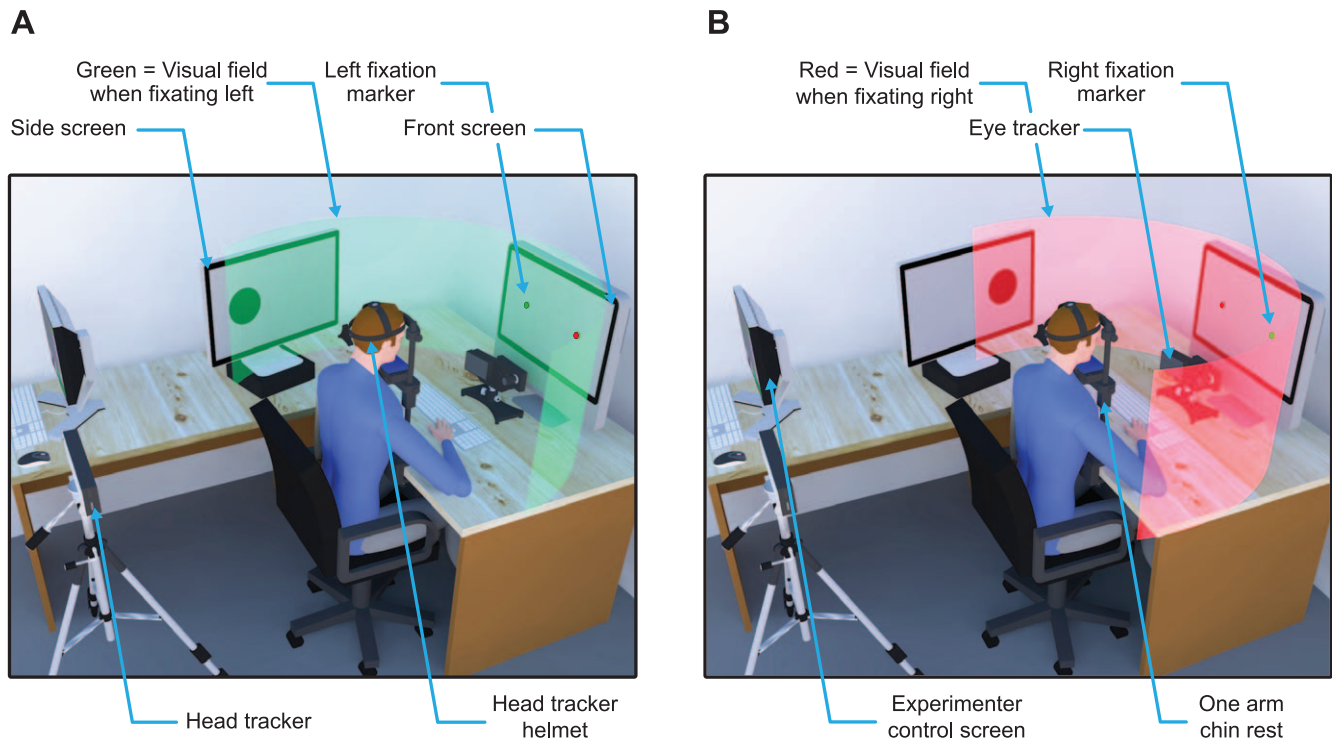 A
Green = Visual field
when fixating left
Left fixation
marker
Side screen
Front screen
Head tracker
Head tracker
helmet
B
Red = Visual field
when fixating right
Right fixation
marker
Eye tracker
Experimenter
control screen
One arm
chin rest